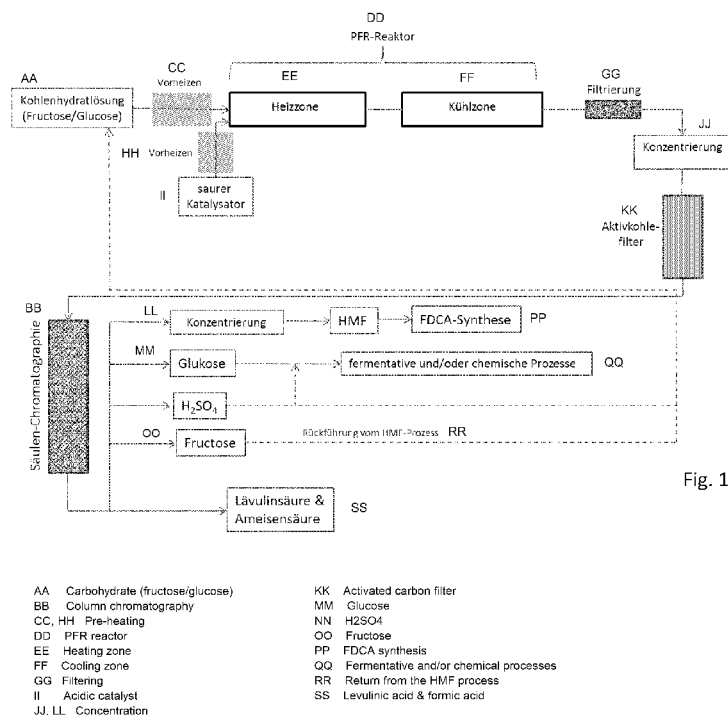 DD
PFR-Reaktor
AA
CC
Vorheizen
EE
FF
GG
Filtrierung
Kohlenhydratlösung
(Fructose/Glucose)
Heizzone
Kühlzone
JJ
Konzentrierung
HH Vorheizen
II
saurer
Katalysator
KK
Aktivkohle-
filter
BB
Säulen-Chromatographie
LL
Konzentrierung
HMF
FDCA-Synthese
PP
MM
Glukose
fermentative und/oder chemische Prozesse
QQ
H₂SO₄
OO
Fructose
Rückführung vom HMF-Prozess RR
Fig. 1
Lävulinsäure &
Ameisensäure
SS
AA Carbohydrate (fructose/glucose)
BB Column chromatography
CC, HH Pre-heating
DD PFR reactor
EE Heating zone
FF Cooling zone
GG Filtering
II Acidic catalyst
JJ, LL Concentration
KK Activated carbon filter
MM Glucose
NN H2SO4
OO Fructose
PP FDCA synthesis
QQ Fermentative and/or chemical processes
RR Return from the HMF process
SS Levulinic acid & formic acid